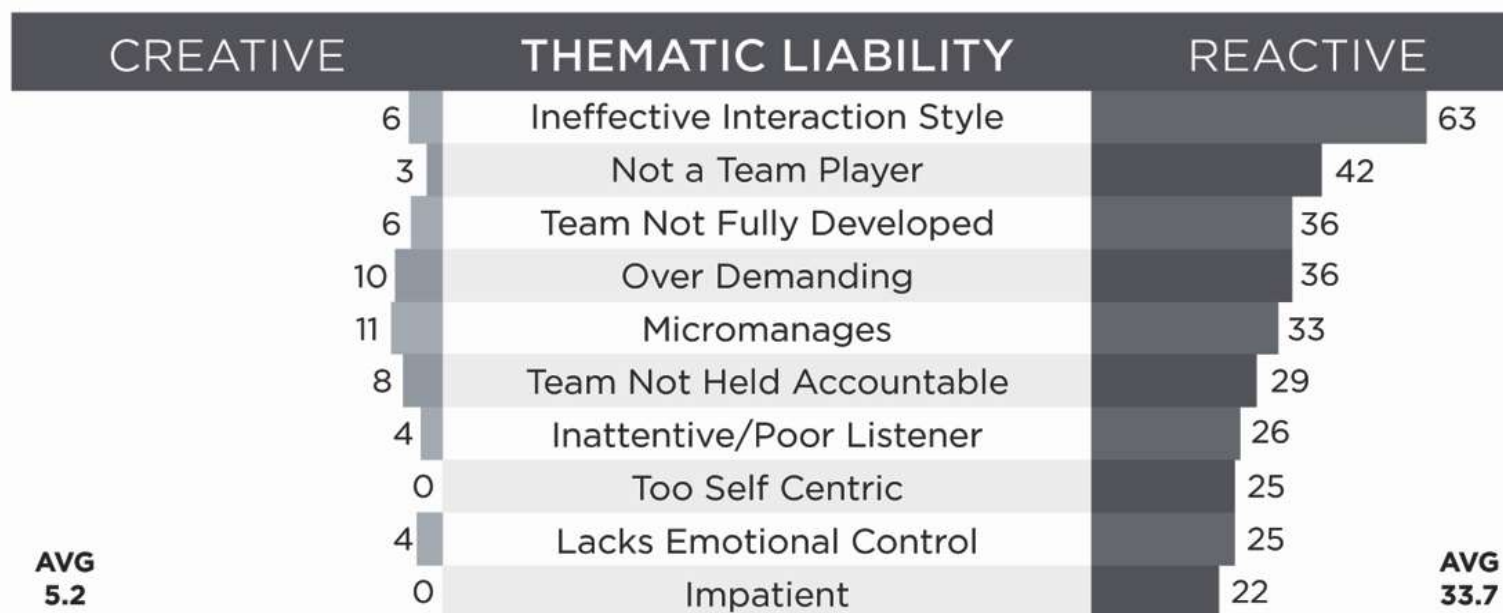 CREATIVE THEMATIC LIABILITY REACTIVE
6 Ineffective Interaction Style 63
3 Not a Team Player 42
6 Team Not Fully Developed 36
10 Over Demanding 36
11 Micromanages 33
8 Team Not Held Accountable 29
4 Inattentive/Poor Listener 26
0 Too Self Centric 25
4 Lacks Emotional Control 25
AVG AVG
5.2 0 Impatient 22 33.7